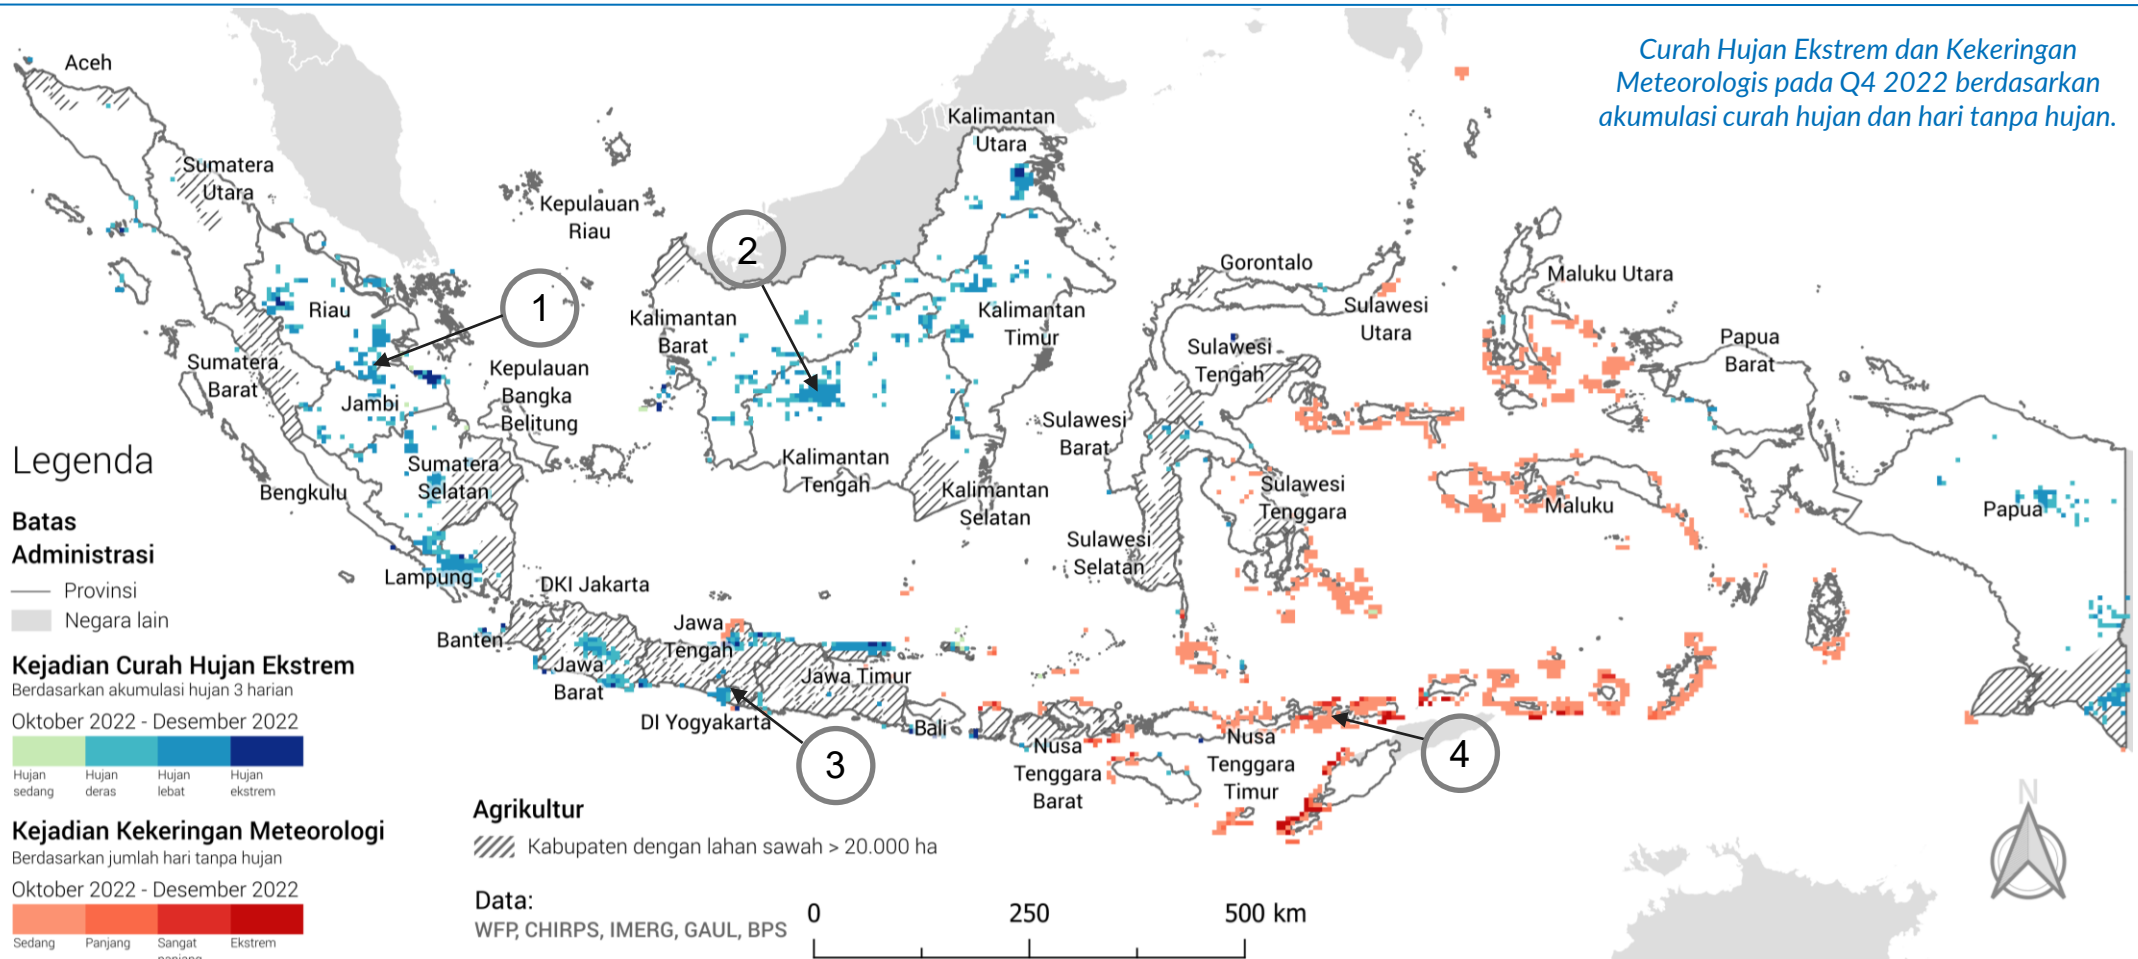 Curah Hujan Ekstrem dan Kekeringan
Meteorologis pada Q4 2022 berdasarkan
akumulasi curah hujan dan hari tanpa hujan.
Aceh
Sumatera
Utara
Kepulauan
Riau
Riau
1
2
Kalimantan
Utara
Kalimantan
Barat
Kalimantan
Timur
Gorontalo
Sulawesi
Utara
Maluku Utara
Papua
Barat
Sumatera
Barat
Jambi
Kepulauan
Bangka
Belitung
Sulawesi
Tengah
Sulawesi
Barat
Kalimantan
Tengah
Kalimantan
Selatan
Sumatera
Selatan
Bengkulu
Sulawesi
Tenggara
Maluku
Papua
Sulawesi
Selatan
Lampung
DKI Jakarta
Banten
Jawa
Barat
Jawa
Tengah
Jawa Timur
DI Yogyakarta
Bali
3
Nusa
Tenggara
Barat
Nusa
Tenggara
Timur
4
Legenda
Batas
Administrasi
Provinsi
Negara lain
Kejadian Curah Hujan Ekstrem
Berdasarkan akumulasi hujan 3 harian
Oktober 2022 - Desember 2022
Hujan
sedang
Hujan
deras
Hujan
lebat
Hujan
ekstrem
Kejadian Kekeringan Meteorologi
Berdasarkan jumlah hari tanpa hujan
Oktober 2022 - Desember 2022
Sedang
Panjang
Sangat
panjang
Ekstrem
Agrikultur
Kabupaten dengan lahan sawah > 20.000 ha
Data:
WFP, CHIRPS, IMERG, GAUL, BPS
0 250 500 km
N